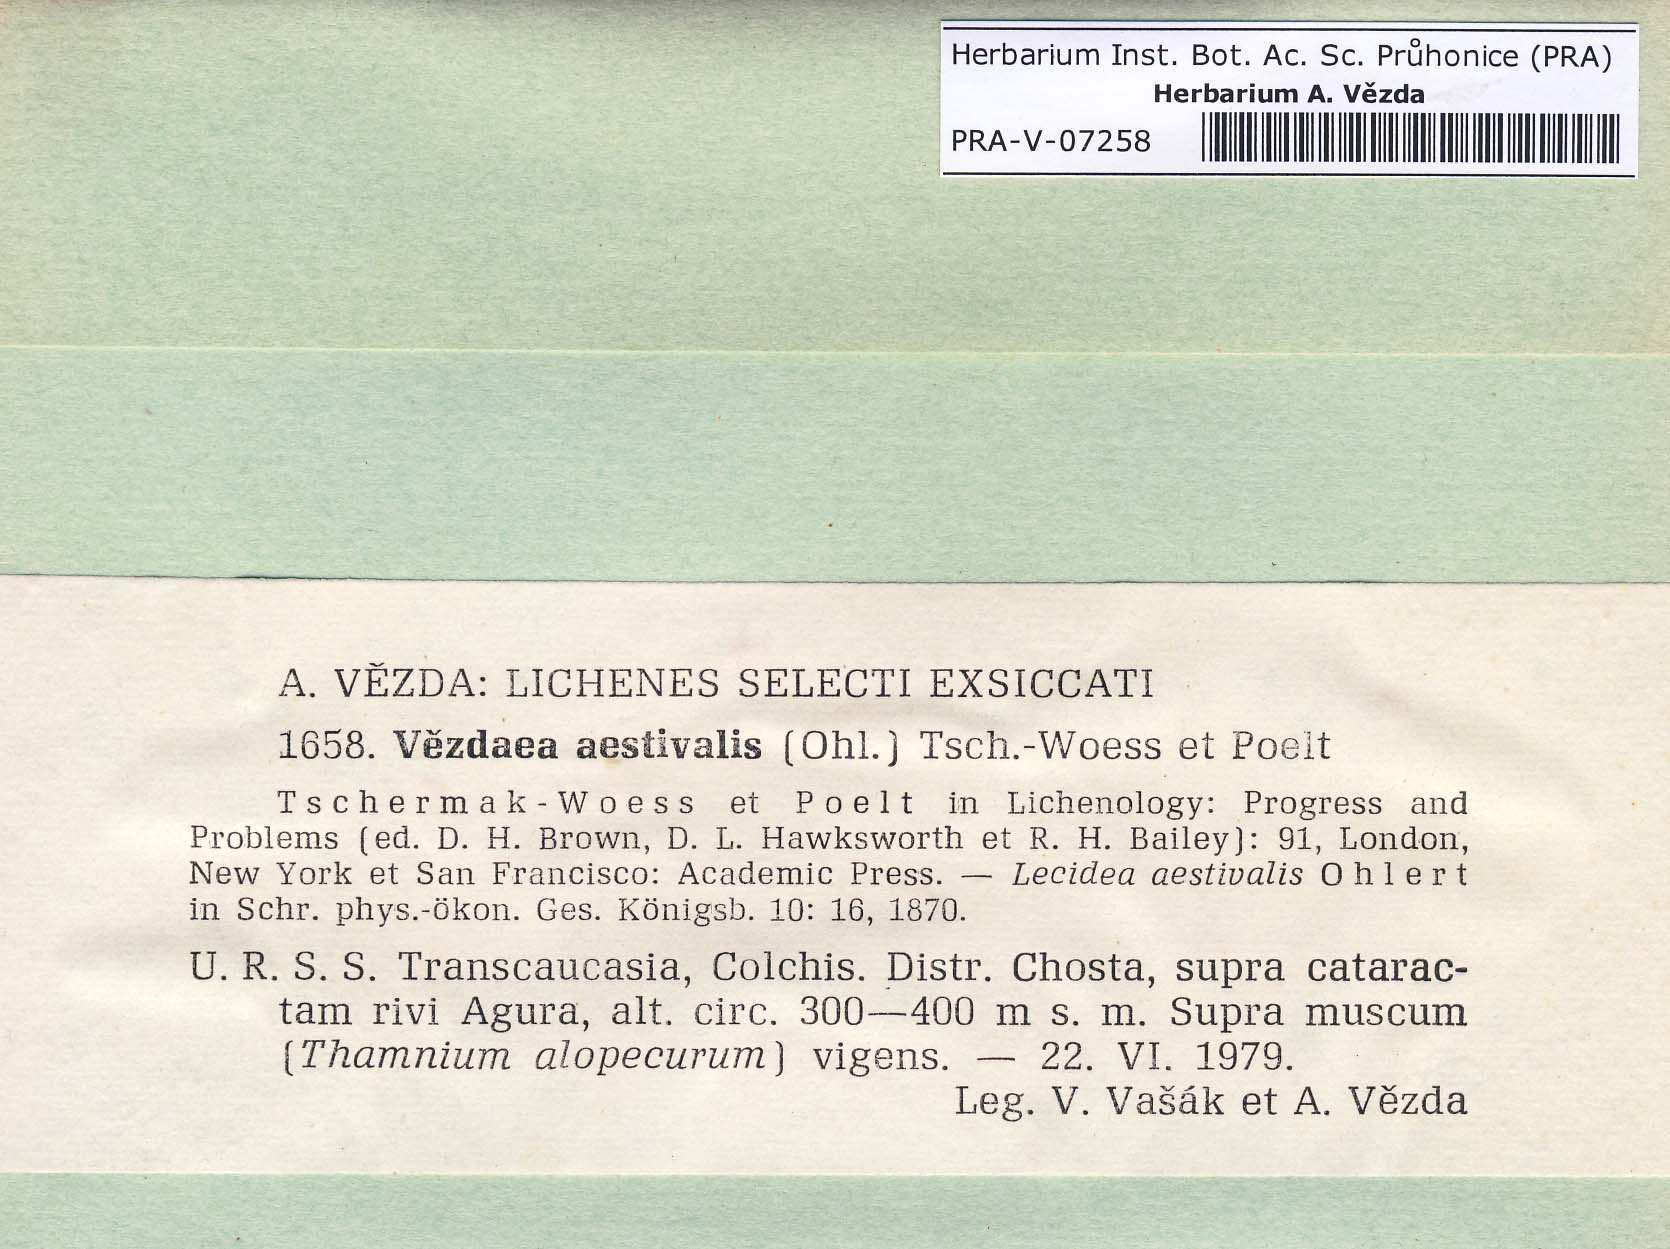 Herbarium Inst. Bot. Ac. Sc. Průhonice (PRA)
Herbarium A. Vězda
PRA-V-07258
A. VĚZDA: LICHENES SELECTI EXSICCATI
1658. Vězdaea aestivalis (Ohl.) Tsch.-Woess et Poelt
Tschermak-Woess et Poelt in Lichenology: Progress and
Problems (ed. D. H. Brown, D. L. Hawksworth et R. H. Bailey): 91, London,
New York et San Francisco: Academic Press. — Lecidea aestivalis Ohlert
in Schr. phys.-ökon. Ges. Königsb. 10: 16, 1870.
U. R. S. S. Transcaucasia, Colchis. Distr. Chosta, supra catarac-
tam rivi Agura, alt. circ. 300—400 m s. m. Supra muscum
(Thamnium alopecurum) vigens. — 22. VI. 1979.
Leg. V. Vašák et A. Vězda